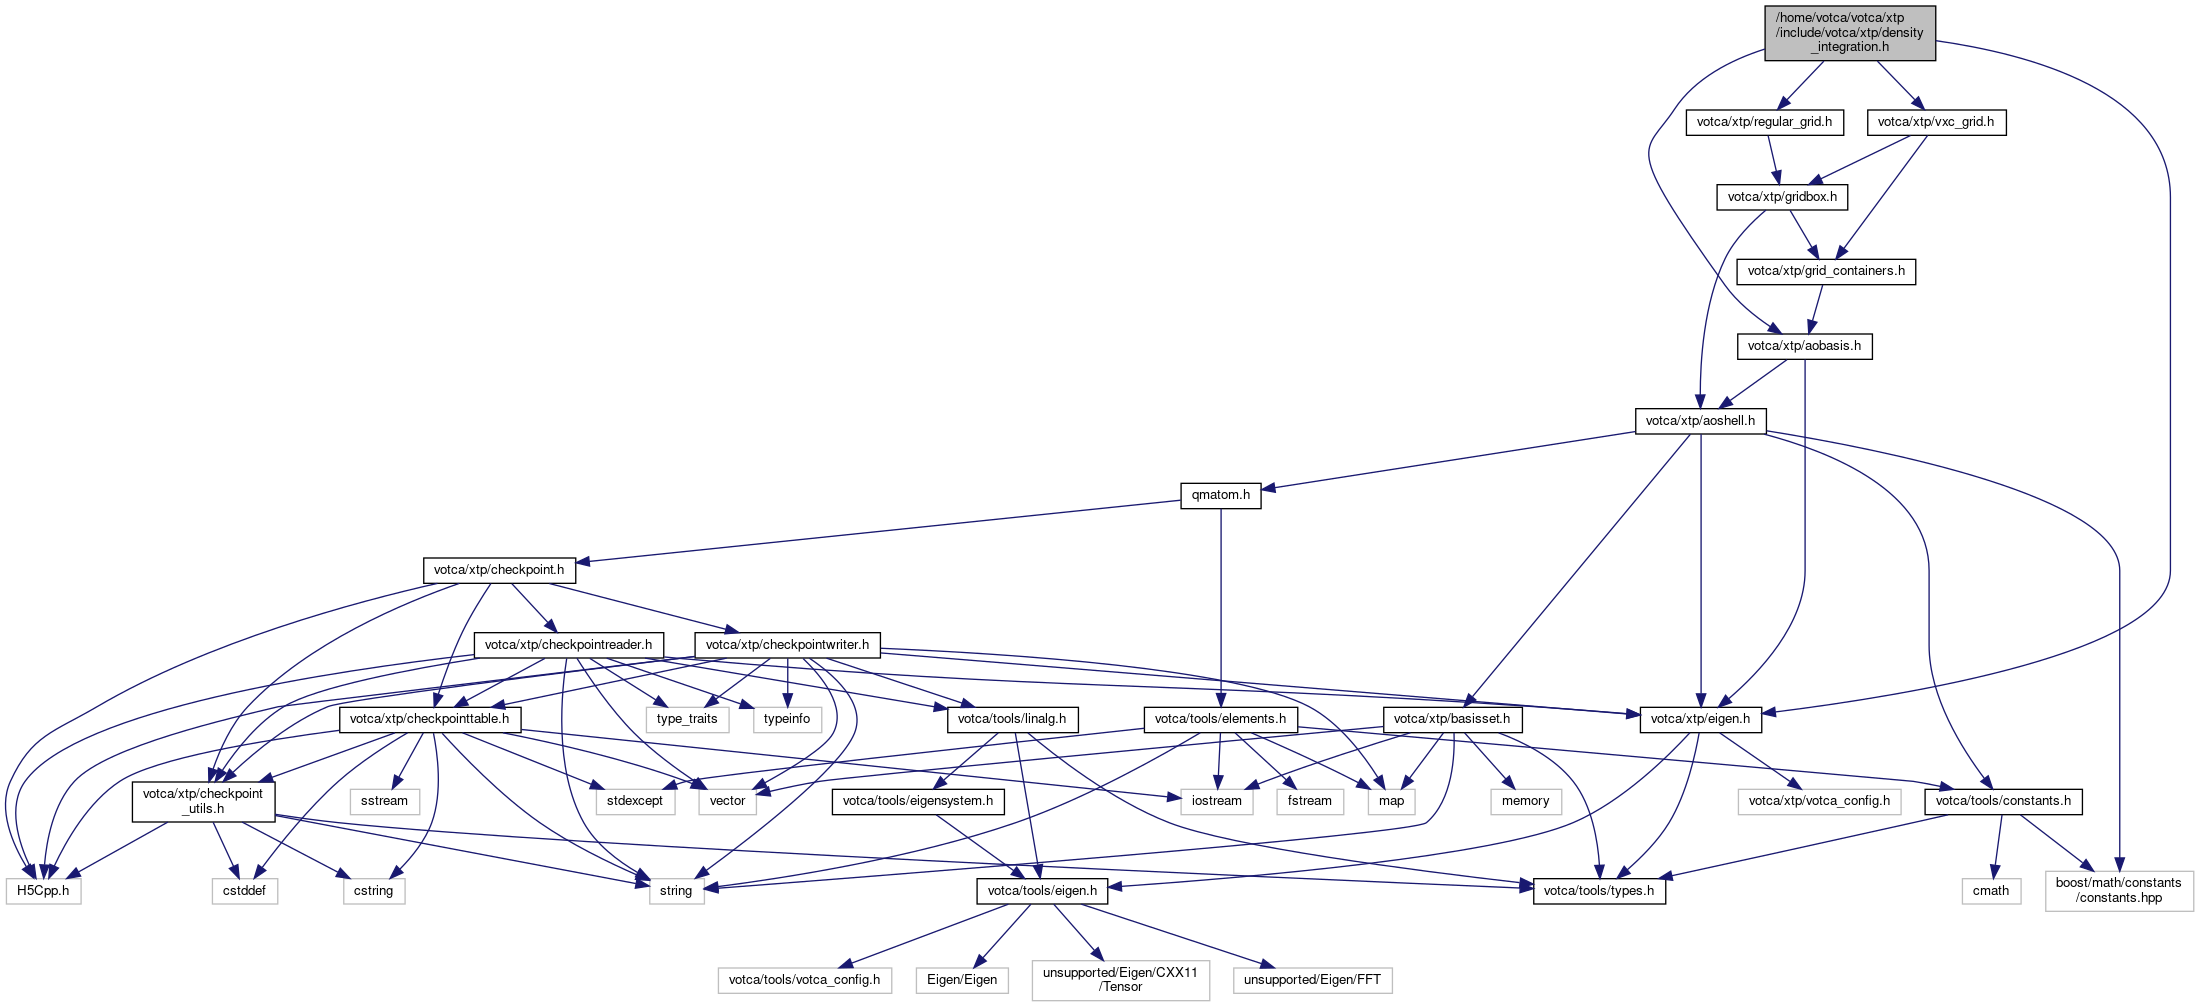 /home/votca/votca/xtp
/include/votca/xtp/density
_integration.h
votca/xtp/regular_grid.h
votca/xtp/vxc_grid.h
votca/xtp/gridbox.h
votca/xtp/grid_containers.h
votca/xtp/aobasis.h
votca/xtp/aoshell.h
qmatom.h
votca/xtp/checkpoint.h
votca/xtp/checkpointreader.h
votca/xtp/checkpointwriter.h
votca/xtp/checkpointtable.h
type_traits
typeinfo
votca/tools/linalg.h
votca/tools/elements.h
votca/xtp/basisset.h
votca/xtp/eigen.h
votca/xtp/checkpoint
_utils.h
sstream
stdexcept
vector
votca/tools/eigensystem.h
iostream
fstream
map
memory
votca/xtp/votca_config.h
votca/tools/constants.h
H5Cpp.h
cstddef
cstring
string
votca/tools/eigen.h
votca/tools/types.h
cmath
boost/math/constants
/constants.hpp
votca/tools/votca_config.h
Eigen/Eigen
unsupported/Eigen/CXX11
/Tensor
unsupported/Eigen/FFT